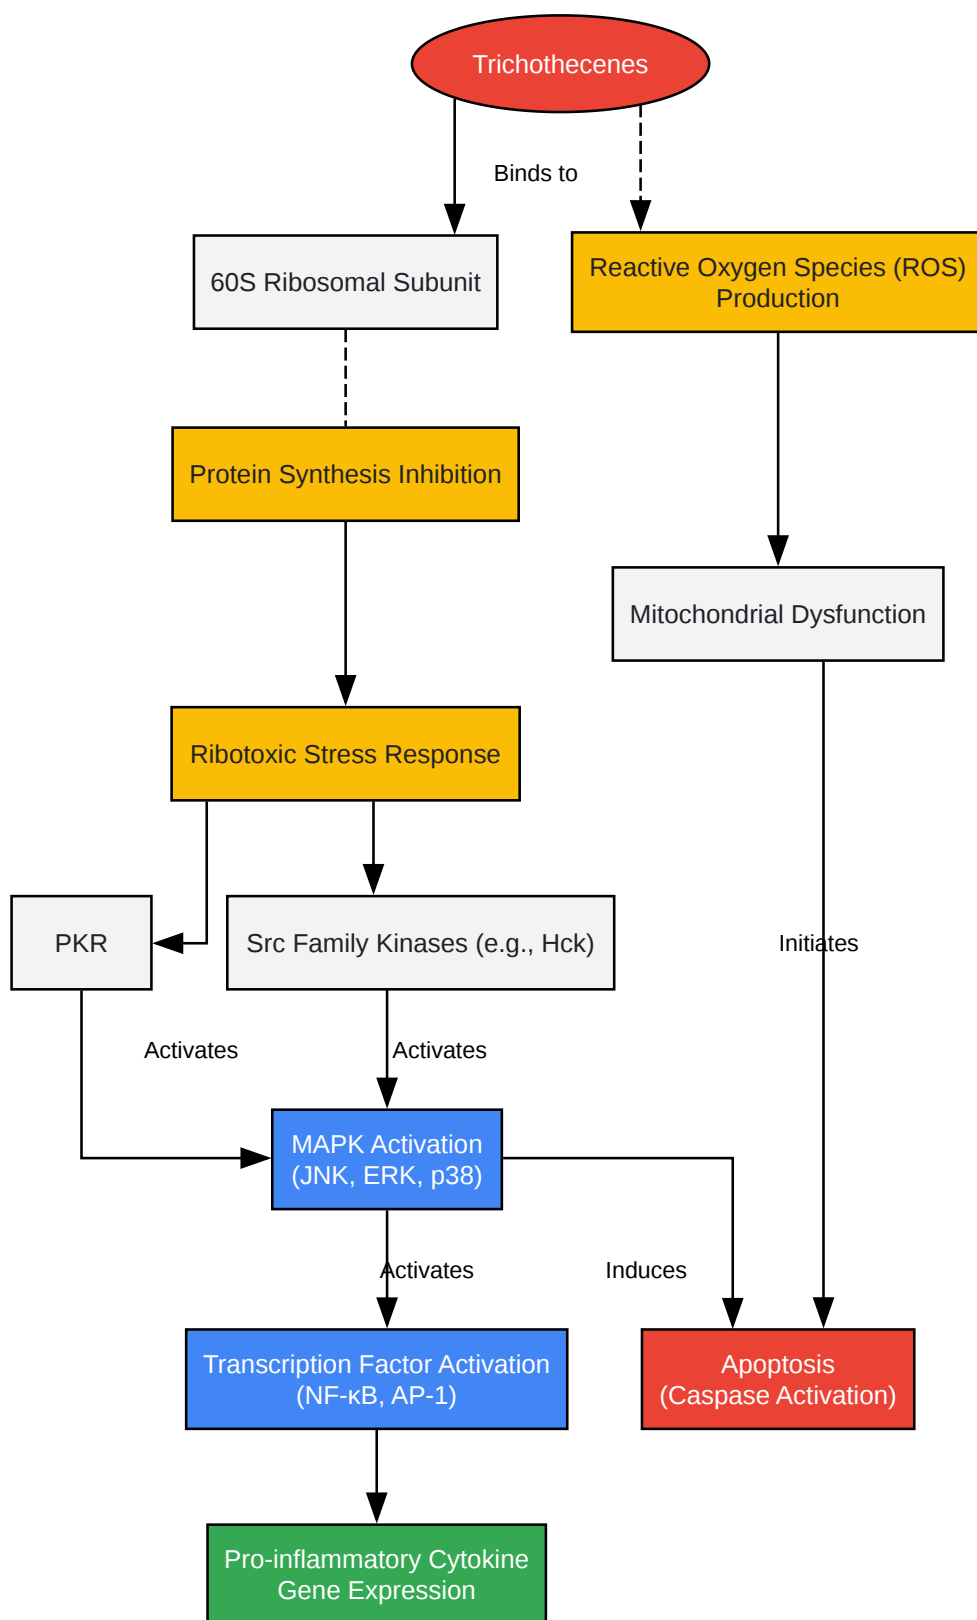 Trichothecenes
Binds to
60S Ribosomal Subunit
Reactive Oxygen Species (ROS)
Production
Protein Synthesis Inhibition
Mitochondrial Dysfunction
Ribotoxic Stress Response
PKR
Src Family Kinases (e.g., Hck)
Initiates
Activates
Activates
MAPK Activation
(JNK, ERK, p38)
Activates
Induces
Transcription Factor Activation
(NF-κB, AP-1)
Apoptosis
(Caspase Activation)
Pro-inflammatory Cytokine
Gene Expression